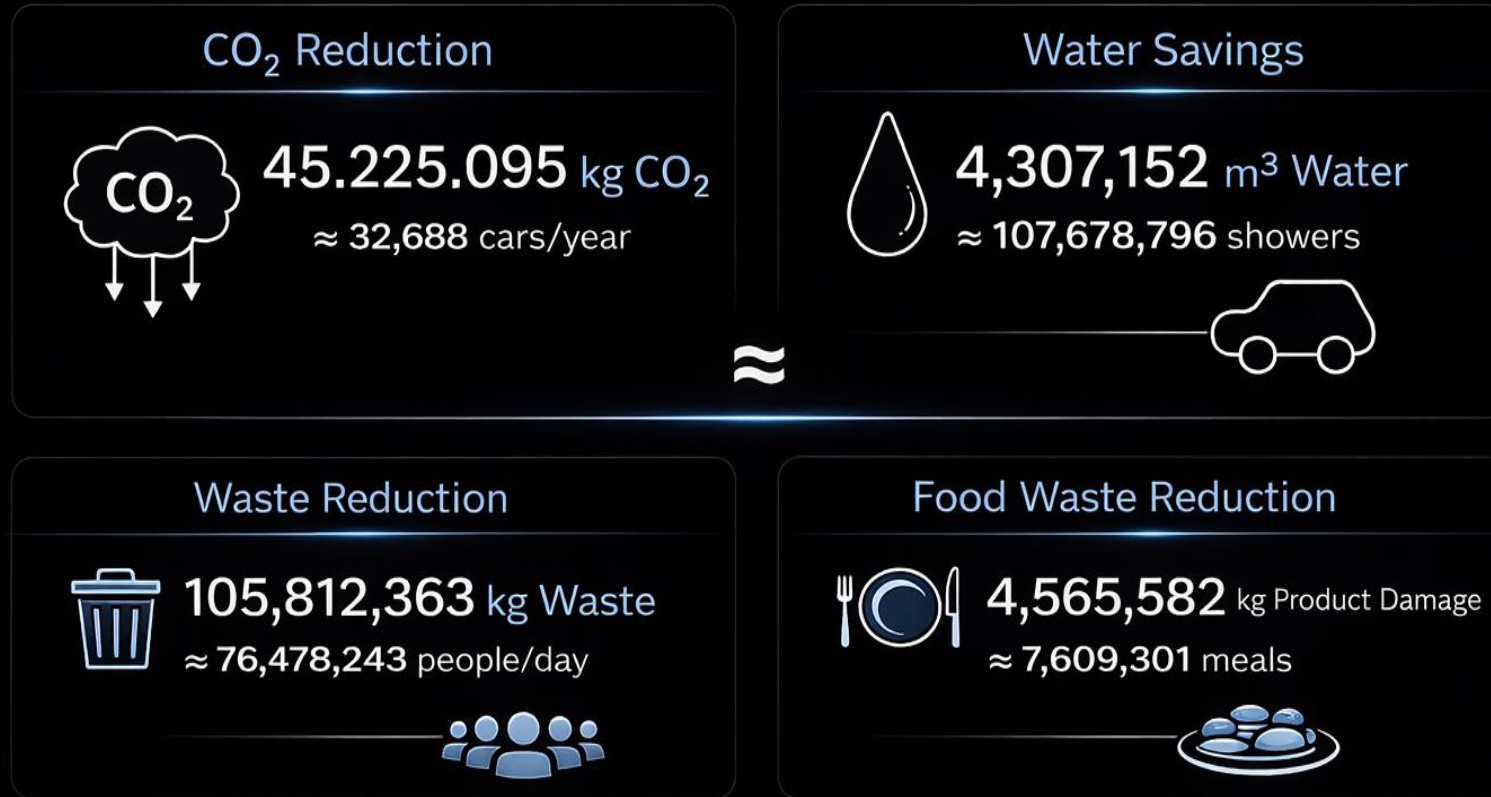 CO₂ Reduction
CO₂
45.225.095 kg CO₂
≈ 32,688 cars/year
Water Savings
4,307,152 m³ Water
≈ 107,678,796 showers
≈
Waste Reduction
105,812,363 kg Waste
≈ 76,478,243 people/day
Food Waste Reduction
4,565,582 kg Product Damage
≈ 7,609,301 meals